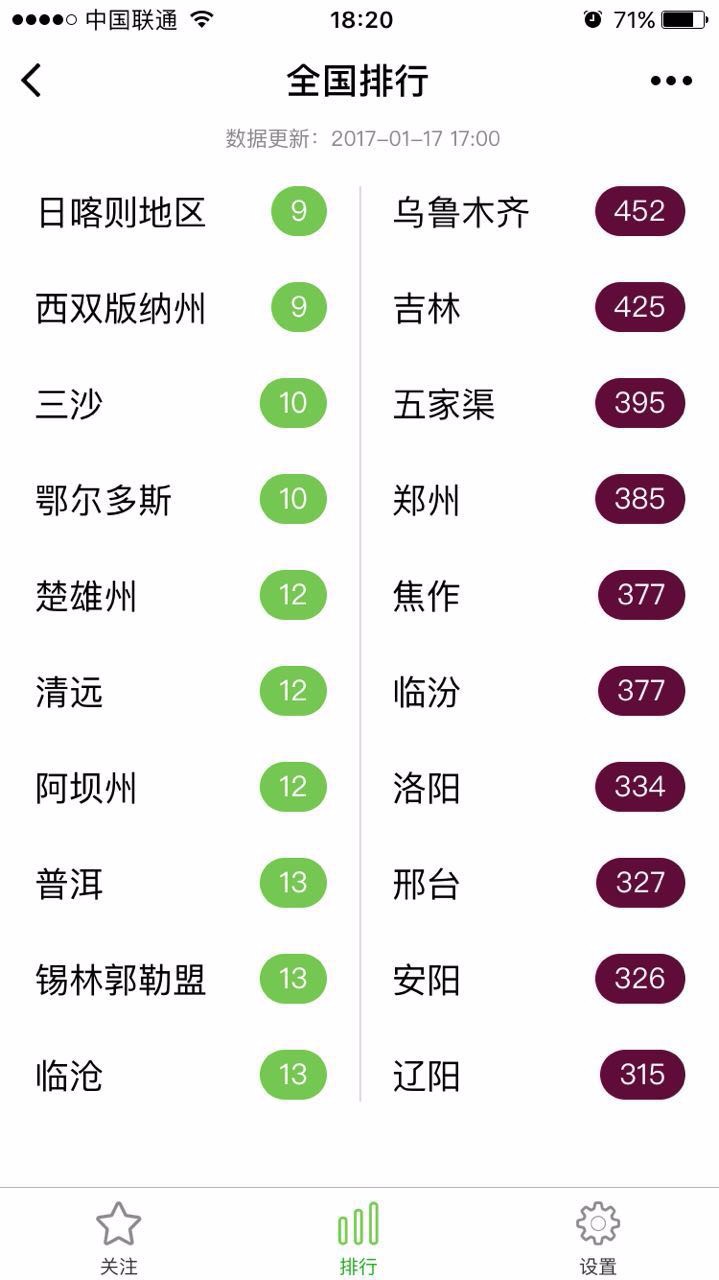 中国联通 18:20 71%
全国排行
数据更新：2017-01-17 17:00
日喀则地区 9 乌鲁木齐 452
西双版纳州 9 吉林 425
三沙 10 五家渠 395
鄂尔多斯 10 郑州 385
楚雄州 12 焦作 377
清远 12 临汾 377
阿坝州 12 洛阳 334
普洱 13 邢台 327
锡林郭勒盟 13 安阳 326
临沧 13 辽阳 315
关注 排行 设置